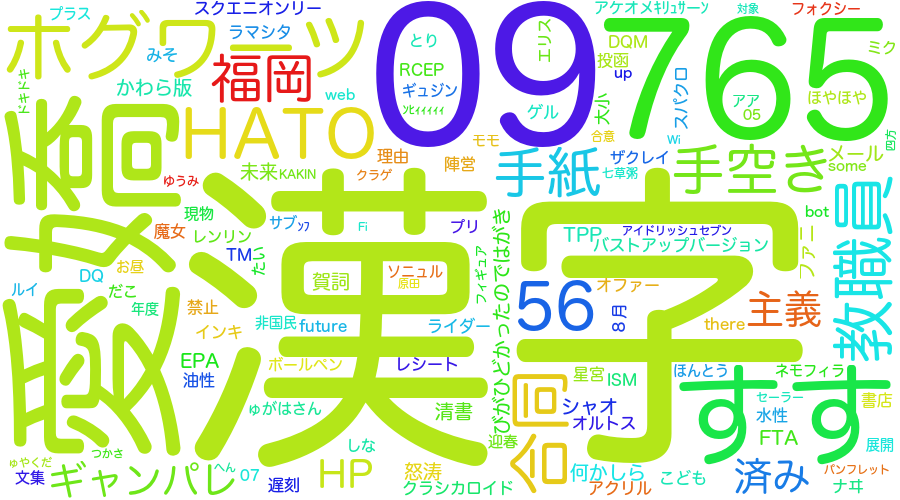 プラス
スクエニオンリー
ホグワーツ
みそ
ラマシタ
福岡
かわら版
web
HATO
09
765
とり
RCEP
ギュジン
ソヒィィィィィ
エリス
アケオメキリュサーン
対象
フォクシー
DQM
投函
up
ミク
ゲル
大小
スパクロ
アア
05
ほやほや
ドキドキ
合意
Wi
四方
モモ
理由
陣営
未来
KAKIN
クラゲ
手紙
ザクレイ
七草粥
手空き
メール
some
教職員
愛妃喬
漢字
ゆうみ
現物
魔女
レンリン
TM
たい
サブッフ
Fi
プリ
アイドリッシュセブン
bot
TPP
バストアップバージョン
ファニ
DQ
お昼
ルイ
だこ
年度
禁止
賀詞
ソニュル
原田
フィギュア
びがひどかったのではがき
56
オファー
8月
主義
there
インキ
非国民
future
ライダー
EPA
油性
ボールペン
レシート
ほんとう
ネモフィラ
星宮
ISM
すす
セーラー
書店
合同
シャオ
オルトス
水性
FTA
展開
ゅがはさん
清書
迎春
しな
つかさ
ゅやくだ
文集
ギャンパレ
へん
07
遅刻
HP
怒涛
クラシカロイド
何かしら
アクリル
こども
済み
パンフレット
ナヰ